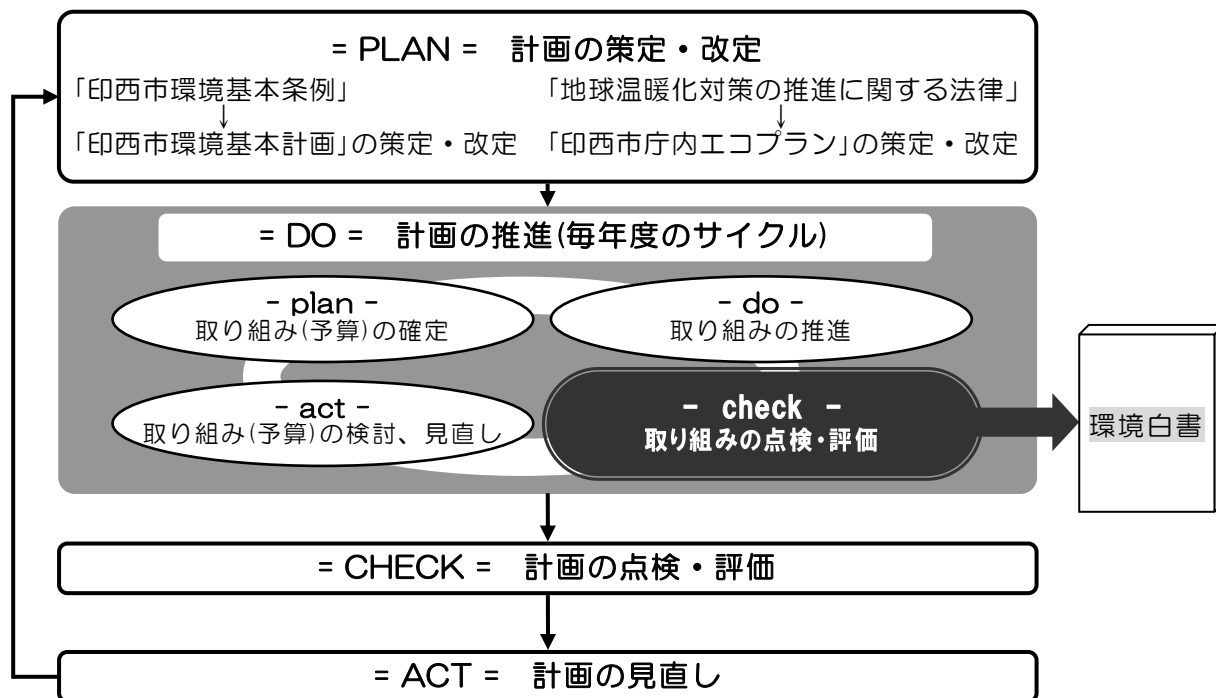 = PLAN =　計画の策定・改定
「印西市環境基本条例」
↓
「印西市環境基本計画」の策定・改定
「地球温暖化対策の推進に関する法律」
↓
「印西市庁内エコプラン」の策定・改定
= DO =　計画の推進(毎年度のサイクル)
- plan -
取り組み(予算)の確定
- do -
取り組みの推進
- act -
取り組み(予算)の検討、見直し
- check -
取り組みの点検・評価
環境白書
= CHECK =　計画の点検・評価
= ACT =　計画の見直し